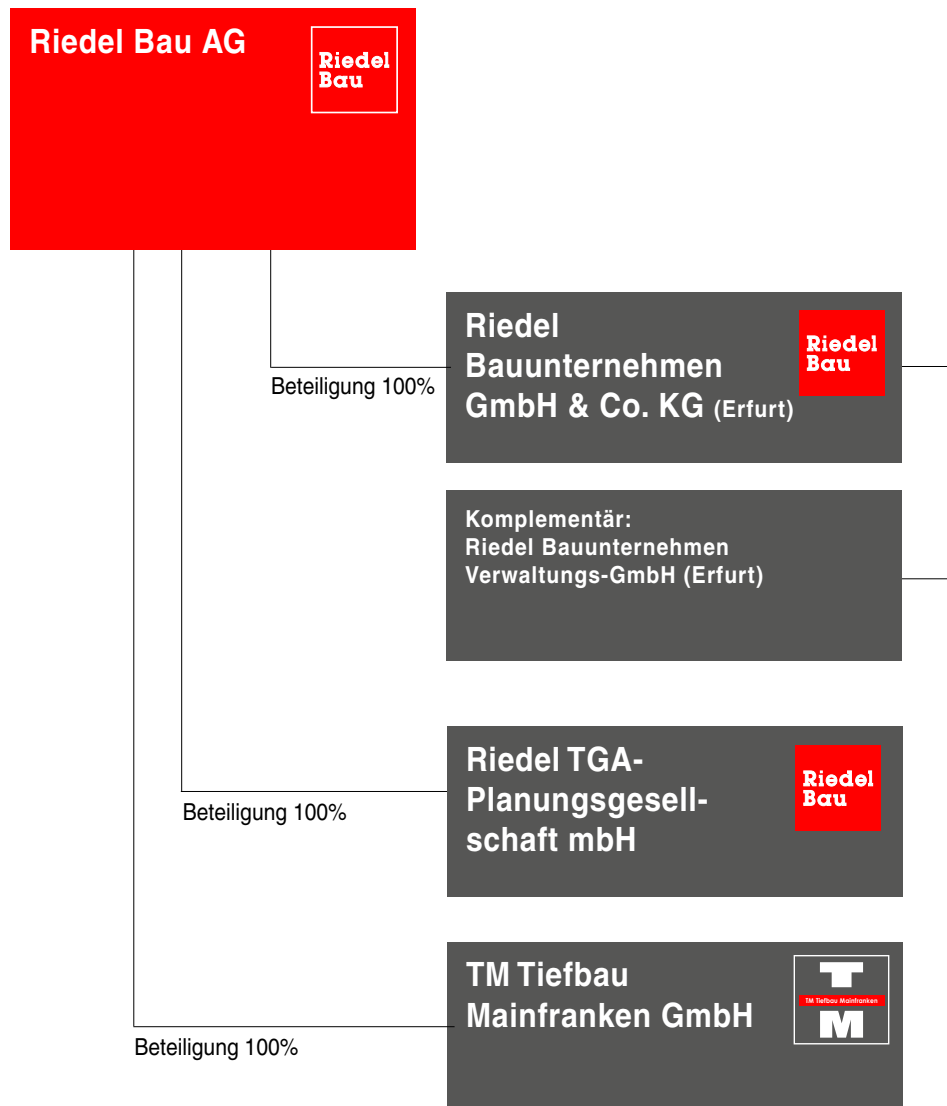 Riedel Bau AG
Riedel
Bau
Riedel
Bauunternehmen
GmbH & Co. KG (Erfurt)
Riedel
Bau
Beteiligung 100%
Komplementär:
Riedel Bauunternehmen
Verwaltungs-GmbH (Erfurt)
Riedel TGA-
Planungsgesell-
schaft mbH
Riedel
Bau
Beteiligung 100%
TM Tiefbau
Mainfranken GmbH
T
TM Tiefbau Mainfranken
M
Beteiligung 100%